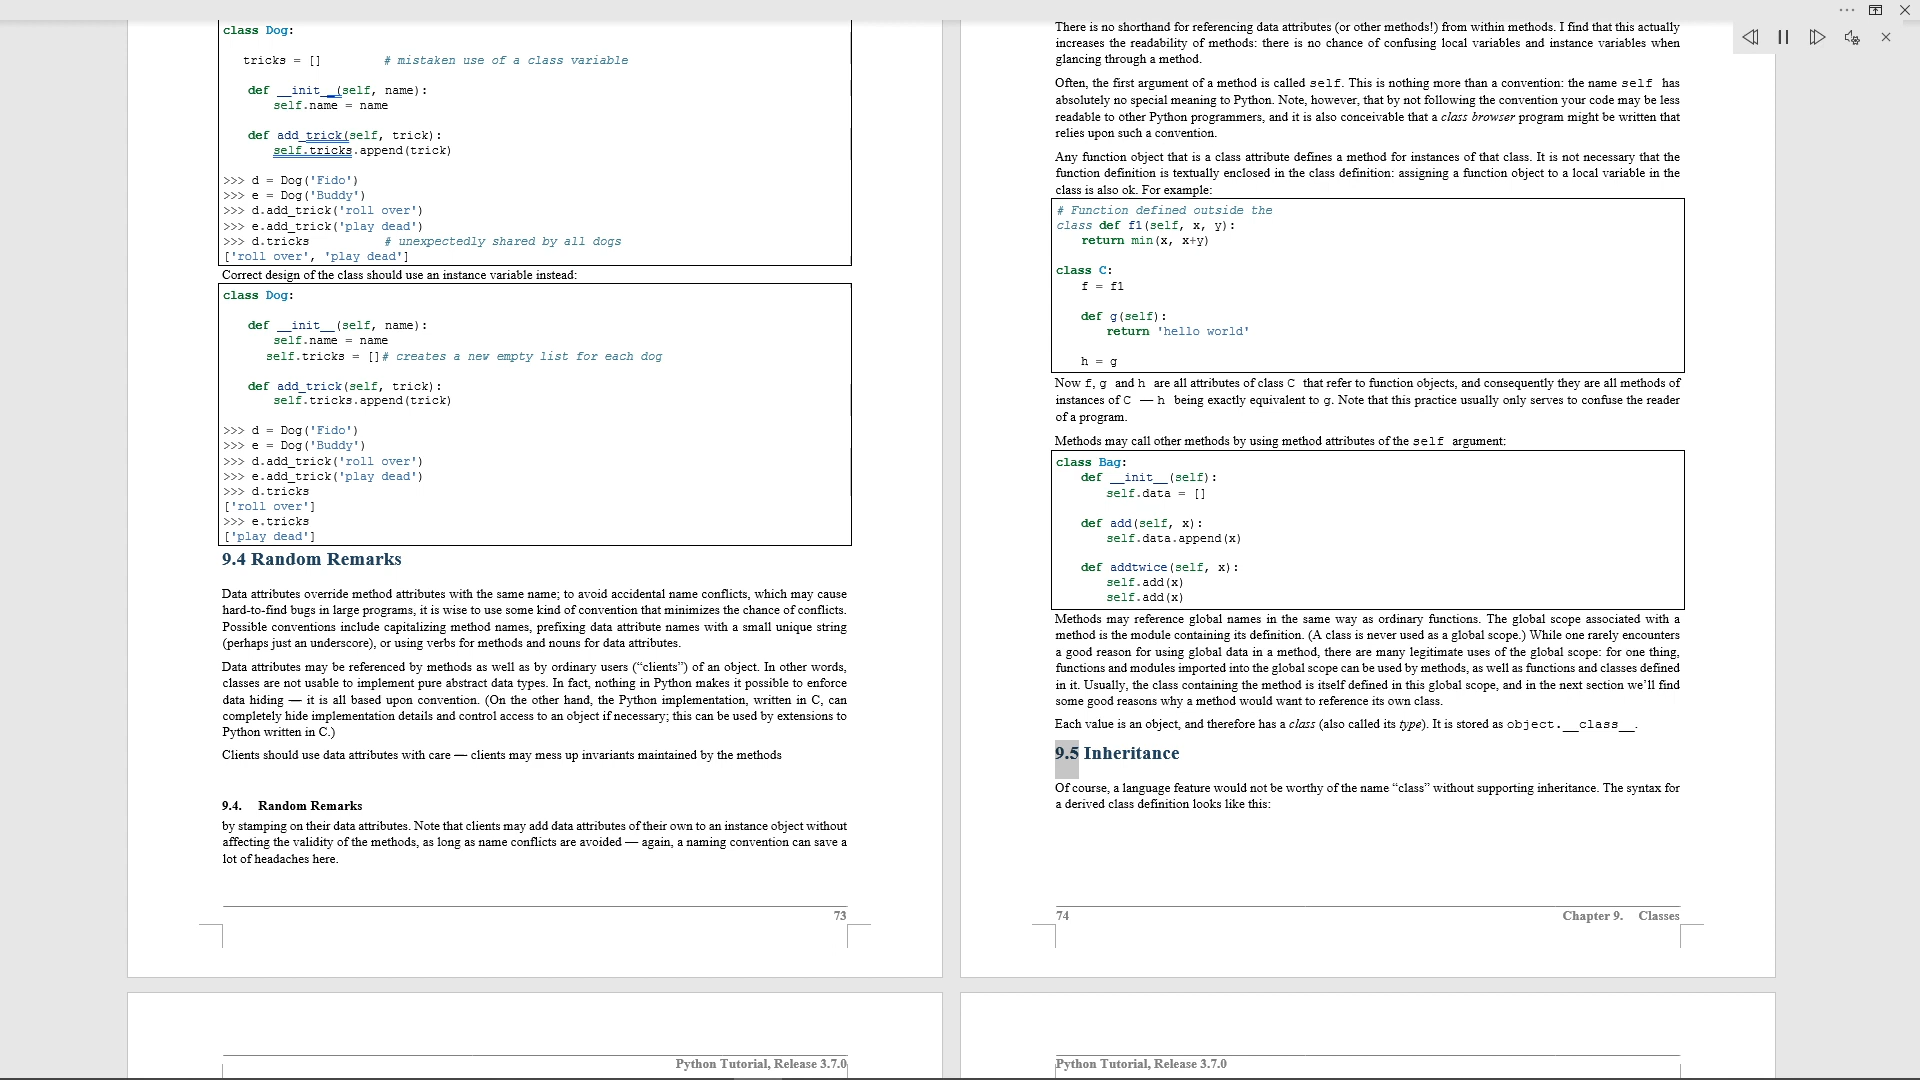 class Dog:
tricks = [] # mistaken use of a class variable
def __init__(self, name):
self.name = name
def add_trick(self, trick):
self.tricks.append(trick)
>>> d = Dog('Fido')
>>> e = Dog('Buddy')
>>> d.add_trick('roll over')
>>> e.add_trick('play dead')
>>> d.tricks # unexpectedly shared by all dogs
['roll over', 'play dead']
Correct design of the class should use an instance variable instead:
class Dog:
def __init__(self, name):
self.name = name
self.tricks = []# creates a new empty list for each dog
def add_trick(self, trick):
self.tricks.append(trick)
>>> d = Dog('Fido')
>>> e = Dog('Buddy')
>>> d.add_trick('roll over')
>>> e.add_trick('play dead')
>>> d.tricks
['roll over']
>>> e.tricks
['play dead']
9.4 Random Remarks
Data attributes override method attributes with the same name; to avoid accidental name conflicts, which may cause
hard-to-find bugs in large programs, it is wise to use some kind of convention that minimizes the chance of conflicts.
Possible conventions include capitalizing method names, prefixing data attribute names with a small unique string
(perhaps just an underscore), or using verbs for methods and nouns for data attributes.
Data attributes may be referenced by methods as well as by ordinary users (“clients”) of an object. In other words,
classes are not usable to implement pure abstract data types. In fact, nothing in Python makes it possible to enforce
data hiding — it is all based upon convention. (On the other hand, the Python implementation, written in C, can
completely hide implementation details and control access to an object if necessary; this can be used by extensions to
Python written in C.)
Clients should use data attributes with care — clients may mess up invariants maintained by the methods
9.4. Random Remarks
by stamping on their data attributes. Note that clients may add data attributes of their own to an instance object without
affecting the validity of the methods, as long as name conflicts are avoided — again, a naming convention can save a
lot of headaches here.
73
There is no shorthand for referencing data attributes (or other methods!) from within methods. I find that this actually
increases the readability of methods: there is no chance of confusing local variables and instance variables when
glancing through a method.
Often, the first argument of a method is called self. This is nothing more than a convention: the name self has
absolutely no special meaning to Python. Note, however, that by not following the convention your code may be less
readable to other Python programmers, and it is also conceivable that a class browser program might be written that
relies upon such a convention.
Any function object that is a class attribute defines a method for instances of that class. It is not necessary that the
function definition is textually enclosed in the class definition: assigning a function object to a local variable in the
class is also ok. For example:
# Function defined outside the
class def f1(self, x, y):
return min(x, x+y)
class C:
f = f1
def g(self):
return 'hello world'
h = g
Now f, g and h are all attributes of class C that refer to function objects, and consequently they are all methods of
instances of C — h being exactly equivalent to g. Note that this practice usually only serves to confuse the reader
of a program.
Methods may call other methods by using method attributes of the self argument:
class Bag:
def __init__(self):
self.data = []
def add(self, x):
self.data.append(x)
def addtwice(self, x):
self.add(x)
self.add(x)
Methods may reference global names in the same way as ordinary functions. The global scope associated with a
method is the module containing its definition. (A class is never used as a global scope.) While one rarely encounters
a good reason for using global data in a method, there are many legitimate uses of the global scope: for one thing,
functions and modules imported into the global scope can be used by methods, as well as functions and classes defined
in it. Usually, the class containing the method is itself defined in this global scope, and in the next section we’ll find
some good reasons why a method would want to reference its own class.
Each value is an object, and therefore has a class (also called its type). It is stored as object.__class__.
9.5 Inheritance
Of course, a language feature would not be worthy of the name “class” without supporting inheritance. The syntax for
a derived class definition looks like this:
74 Chapter 9. Classes
Python Tutorial, Release 3.7.0
Python Tutorial, Release 3.7.0